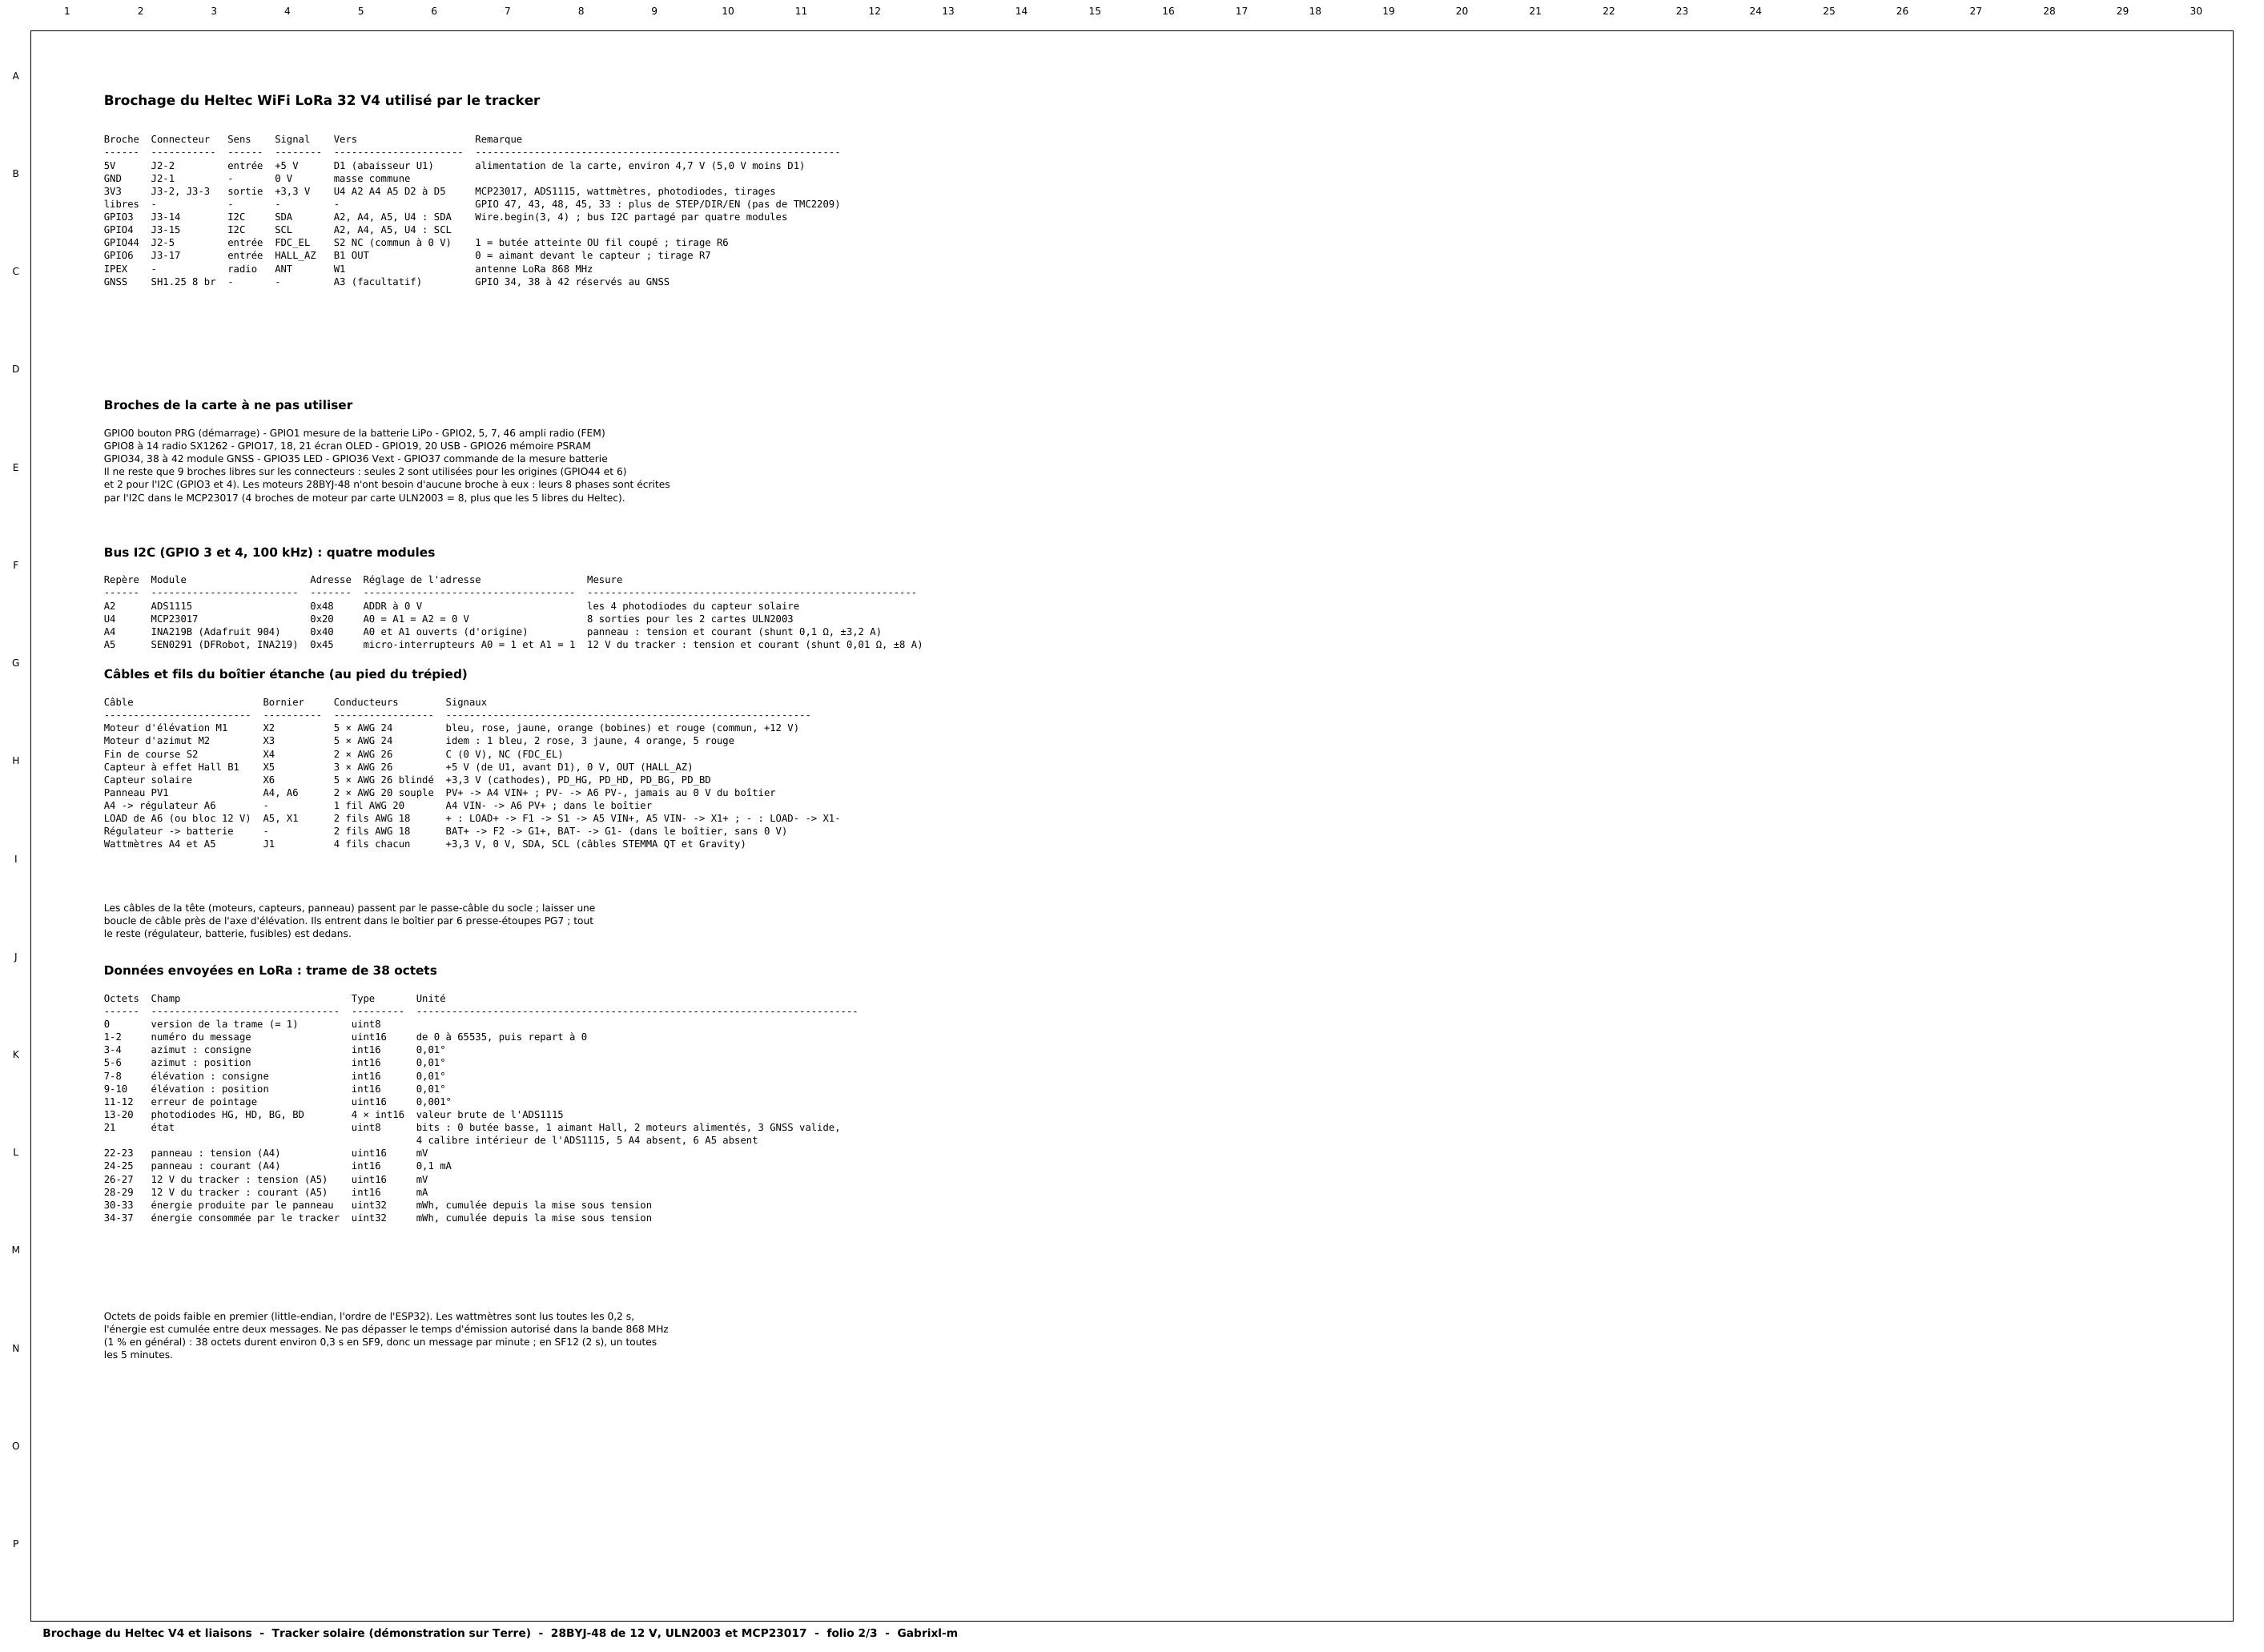 1 2 3 4 5 6 7 8 9 10 11 12 13 14 15 16 17 18 19 20 21 22 23 24 25 26 27 28 29 30
A
Brochage du Heltec WiFi LoRa 32 V4 utilisé par le tracker
Broche  Connecteur   Sens    Signal    Vers                    Remarque
------  -----------  ------  --------  ----------------------  --------------------------------------------------------------
5V      J2-2         entrée  +5 V      D1 (abaisseur U1)       alimentation de la carte, environ 4,7 V (5,0 V moins D1)
B
GND     J2-1         -       0 V       masse commune
3V3     J3-2, J3-3   sortie  +3,3 V    U4 A2 A4 A5 D2 à D5     MCP23017, ADS1115, wattmètres, photodiodes, tirages
libres  -            -       -         -                       GPIO 47, 43, 48, 45, 33 : plus de STEP/DIR/EN (pas de TMC2209)
GPIO3   J3-14        I2C     SDA       A2, A4, A5, U4 : SDA    Wire.begin(3, 4) ; bus I2C partagé par quatre modules
GPIO4   J3-15        I2C     SCL       A2, A4, A5, U4 : SCL
GPIO44  J2-5         entrée  FDC_EL    S2 NC (commun à 0 V)    1 = butée atteinte OU fil coupé ; tirage R6
GPIO6   J3-17        entrée  HALL_AZ   B1 OUT                  0 = aimant devant le capteur ; tirage R7
C
IPEX    -            radio   ANT       W1                      antenne LoRa 868 MHz
GNSS    SH1.25 8 br  -       -         A3 (facultatif)         GPIO 34, 38 à 42 réservés au GNSS
D
Broches de la carte à ne pas utiliser
GPIO0 bouton PRG (démarrage) - GPIO1 mesure de la batterie LiPo - GPIO2, 5, 7, 46 ampli radio (FEM)
GPIO8 à 14 radio SX1262 - GPIO17, 18, 21 écran OLED - GPIO19, 20 USB - GPIO26 mémoire PSRAM
GPIO34, 38 à 42 module GNSS - GPIO35 LED - GPIO36 Vext - GPIO37 commande de la mesure batterie
E
Il ne reste que 9 broches libres sur les connecteurs : seules 2 sont utilisées pour les origines (GPIO44 et 6)
et 2 pour l'I2C (GPIO3 et 4). Les moteurs 28BYJ-48 n'ont besoin d'aucune broche à eux : leurs 8 phases sont écrites
par l'I2C dans le MCP23017 (4 broches de moteur par carte ULN2003 = 8, plus que les 5 libres du Heltec).
Bus I2C (GPIO 3 et 4, 100 kHz) : quatre modules
F
Repère  Module                     Adresse  Réglage de l'adresse                  Mesure
------  -------------------------  -------  ------------------------------------  --------------------------------------------------------
A2      ADS1115                    0x48     ADDR à 0 V                            les 4 photodiodes du capteur solaire
U4      MCP23017                   0x20     A0 = A1 = A2 = 0 V                    8 sorties pour les 2 cartes ULN2003
A4      INA219B (Adafruit 904)     0x40     A0 et A1 ouverts (d'origine)          panneau : tension et courant (shunt 0,1 Ω, ±3,2 A)
A5      SEN0291 (DFRobot, INA219)  0x45     micro-interrupteurs A0 = 1 et A1 = 1  12 V du tracker : tension et courant (shunt 0,01 Ω, ±8 A)
G
Câbles et fils du boîtier étanche (au pied du trépied)
Câble                      Bornier     Conducteurs        Signaux
-------------------------  ----------  -----------------  --------------------------------------------------------------
Moteur d'élévation M1      X2          5 × AWG 24         bleu, rose, jaune, orange (bobines) et rouge (commun, +12 V)
Moteur d'azimut M2         X3          5 × AWG 24         idem : 1 bleu, 2 rose, 3 jaune, 4 orange, 5 rouge
Fin de course S2           X4          2 × AWG 26         C (0 V), NC (FDC_EL)
H
Capteur à effet Hall B1    X5          3 × AWG 26         +5 V (de U1, avant D1), 0 V, OUT (HALL_AZ)
Capteur solaire            X6          5 × AWG 26 blindé  +3,3 V (cathodes), PD_HG, PD_HD, PD_BG, PD_BD
Panneau PV1                A4, A6      2 × AWG 20 souple  PV+ -> A4 VIN+ ; PV- -> A6 PV-, jamais au 0 V du boîtier
A4 -> régulateur A6        -           1 fil AWG 20       A4 VIN- -> A6 PV+ ; dans le boîtier
LOAD de A6 (ou bloc 12 V)  A5, X1      2 fils AWG 18      + : LOAD+ -> F1 -> S1 -> A5 VIN+, A5 VIN- -> X1+ ; - : LOAD- -> X1-
Régulateur -> batterie     -           2 fils AWG 18      BAT+ -> F2 -> G1+, BAT- -> G1- (dans le boîtier, sans 0 V)
Wattmètres A4 et A5        J1          4 fils chacun      +3,3 V, 0 V, SDA, SCL (câbles STEMMA QT et Gravity)
I
Les câbles de la tête (moteurs, capteurs, panneau) passent par le passe-câble du socle ; laisser une
boucle de câble près de l'axe d'élévation. Ils entrent dans le boîtier par 6 presse-étoupes PG7 ; tout
le reste (régulateur, batterie, fusibles) est dedans.
J
Données envoyées en LoRa : trame de 38 octets
Octets  Champ                             Type       Unité
------  --------------------------------  ---------  ---------------------------------------------------------------------------
0       version de la trame (= 1)         uint8
1-2     numéro du message                 uint16     de 0 à 65535, puis repart à 0
3-4     azimut : consigne                 int16      0,01°
K
5-6     azimut : position                 int16      0,01°
7-8     élévation : consigne              int16      0,01°
9-10    élévation : position              int16      0,01°
11-12   erreur de pointage                uint16     0,001°
13-20   photodiodes HG, HD, BG, BD        4 × int16  valeur brute de l'ADS1115
21      état                              uint8      bits : 0 butée basse, 1 aimant Hall, 2 moteurs alimentés, 3 GNSS valide,
4 calibre intérieur de l'ADS1115, 5 A4 absent, 6 A5 absent
L
22-23   panneau : tension (A4)            uint16     mV
24-25   panneau : courant (A4)            int16      0,1 mA
26-27   12 V du tracker : tension (A5)    uint16     mV
28-29   12 V du tracker : courant (A5)    int16      mA
30-33   énergie produite par le panneau   uint32     mWh, cumulée depuis la mise sous tension
34-37   énergie consommée par le tracker  uint32     mWh, cumulée depuis la mise sous tension
M
Octets de poids faible en premier (little-endian, l'ordre de l'ESP32). Les wattmètres sont lus toutes les 0,2 s,
l'énergie est cumulée entre deux messages. Ne pas dépasser le temps d'émission autorisé dans la bande 868 MHz
(1 % en général) : 38 octets durent environ 0,3 s en SF9, donc un message par minute ; en SF12 (2 s), un toutes
N
les 5 minutes.
O
P
Brochage du Heltec V4 et liaisons  -  Tracker solaire (démonstration sur Terre)  -  28BYJ-48 de 12 V, ULN2003 et MCP23017  -  folio 2/3  -  Gabrixl-m